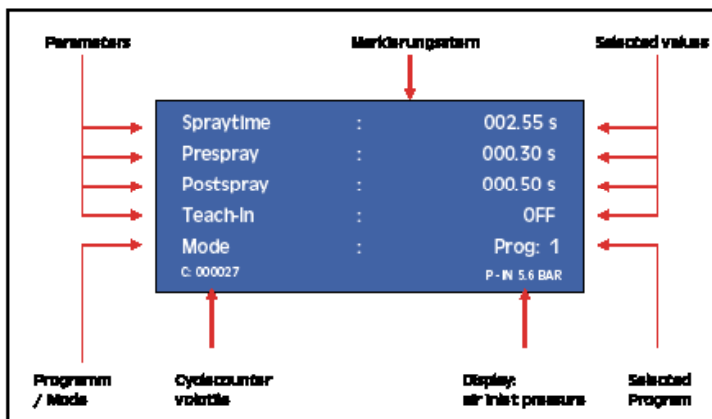 Parameters Markierungsstern Selected values
Spraytime : 002.55 s
Prespray : 000.30 s
Postspray : 000.50 s
Teach-In : OFF
Mode : Prog: 1
C: 000027 P-IN 5.6 BAR
Programm Cyclecounter Display: Selected
/ Mode volatile air inlet pressure Program